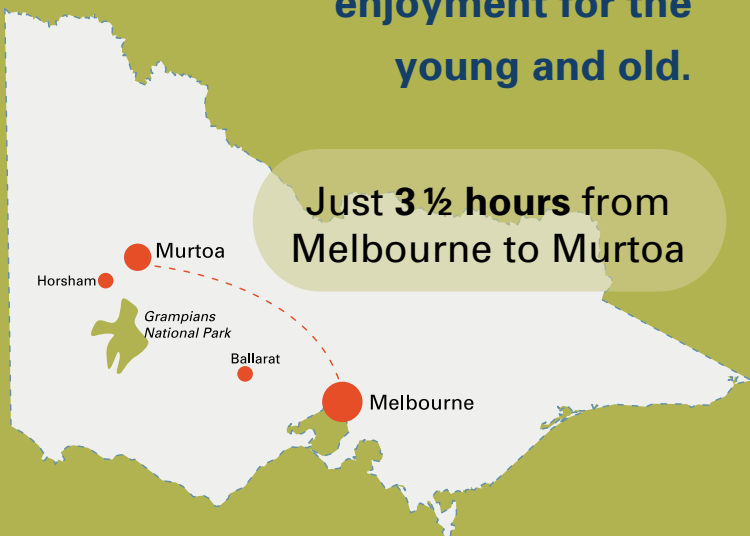 enjoyment for the
young and old.
Just 3 ½ hours from
Melbourne to Murtoa
Murtoa
Horsham
Grampians
National Park
Ballarat
Melbourne